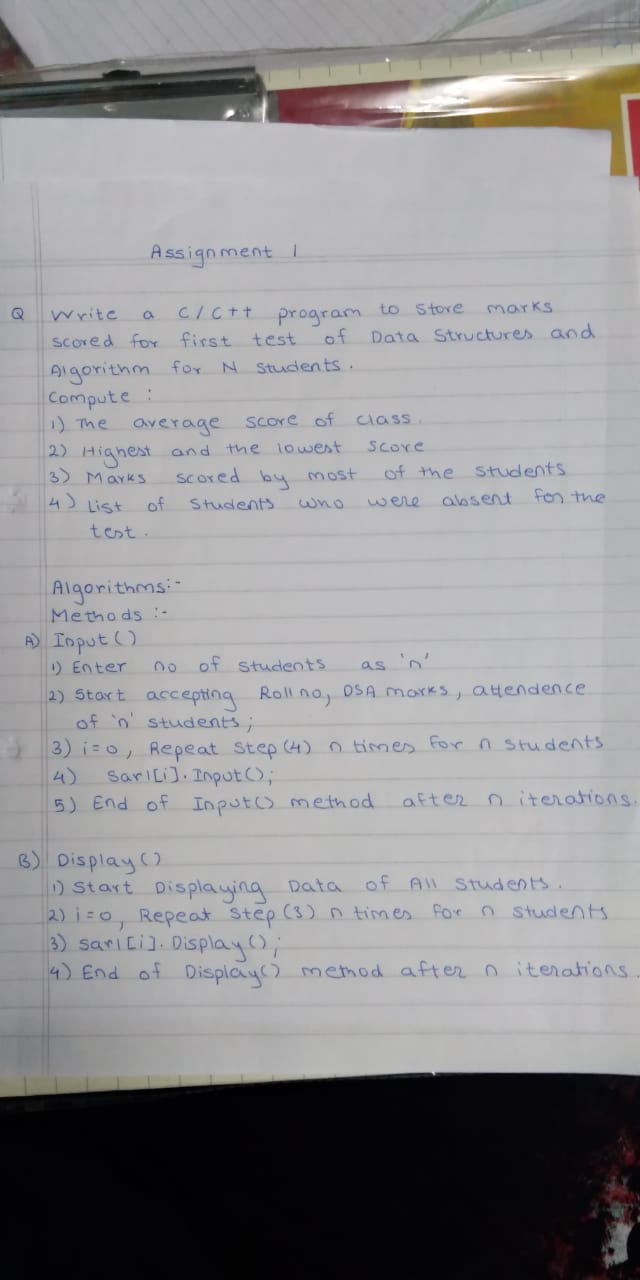 Assignment 1
Q Write a C/C++ program to store marks
scored for first test of Data Structures and
Algorithm for N students.
Compute :
1) The average score of class.
2) Highest and the lowest score
3) Marks scored by most of the students
4) List of students who were absent for the
test.
Algorithms:-
Methods :-
A) Input()
1) Enter no of students as 'n'
2) Start accepting Roll no, DSA marks, attendence
of 'n' students;
3) i=0, Repeat step (4) n times for n students
4) sar1[i].Input();
5) End of Input() method after n iterations.
B) Display()
1) Start Displaying Data of All students.
2) i=0, Repeat step (3) n times for n students
3) sar1[i].Display();
4) End of Display() method after n iterations.